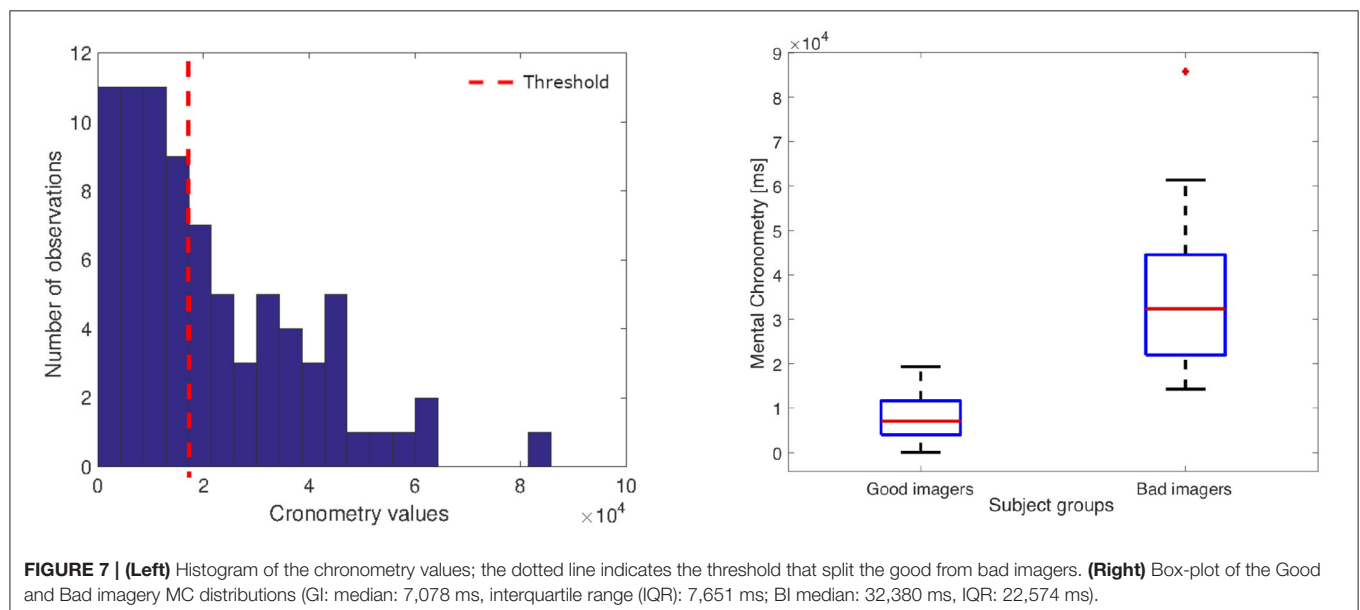 12
10
8
6
4
2
0
Number of observations
Threshold
0 2 4 6 8 10
Cronometry values
×10⁴
×10⁴
9
8
7
6
5
4
3
2
1
0
Mental Chronometry [ms]
Good imagers Bad imagers
Subject groups
FIGURE 7 | (Left) Histogram of the chronometry values; the dotted line indicates the threshold that split the good from bad imagers. (Right) Box-plot of the Good
and Bad imagery MC distributions (GI: median: 7,078 ms, interquartile range (IQR): 7,651 ms; BI median: 32,380 ms, IQR: 22,574 ms).